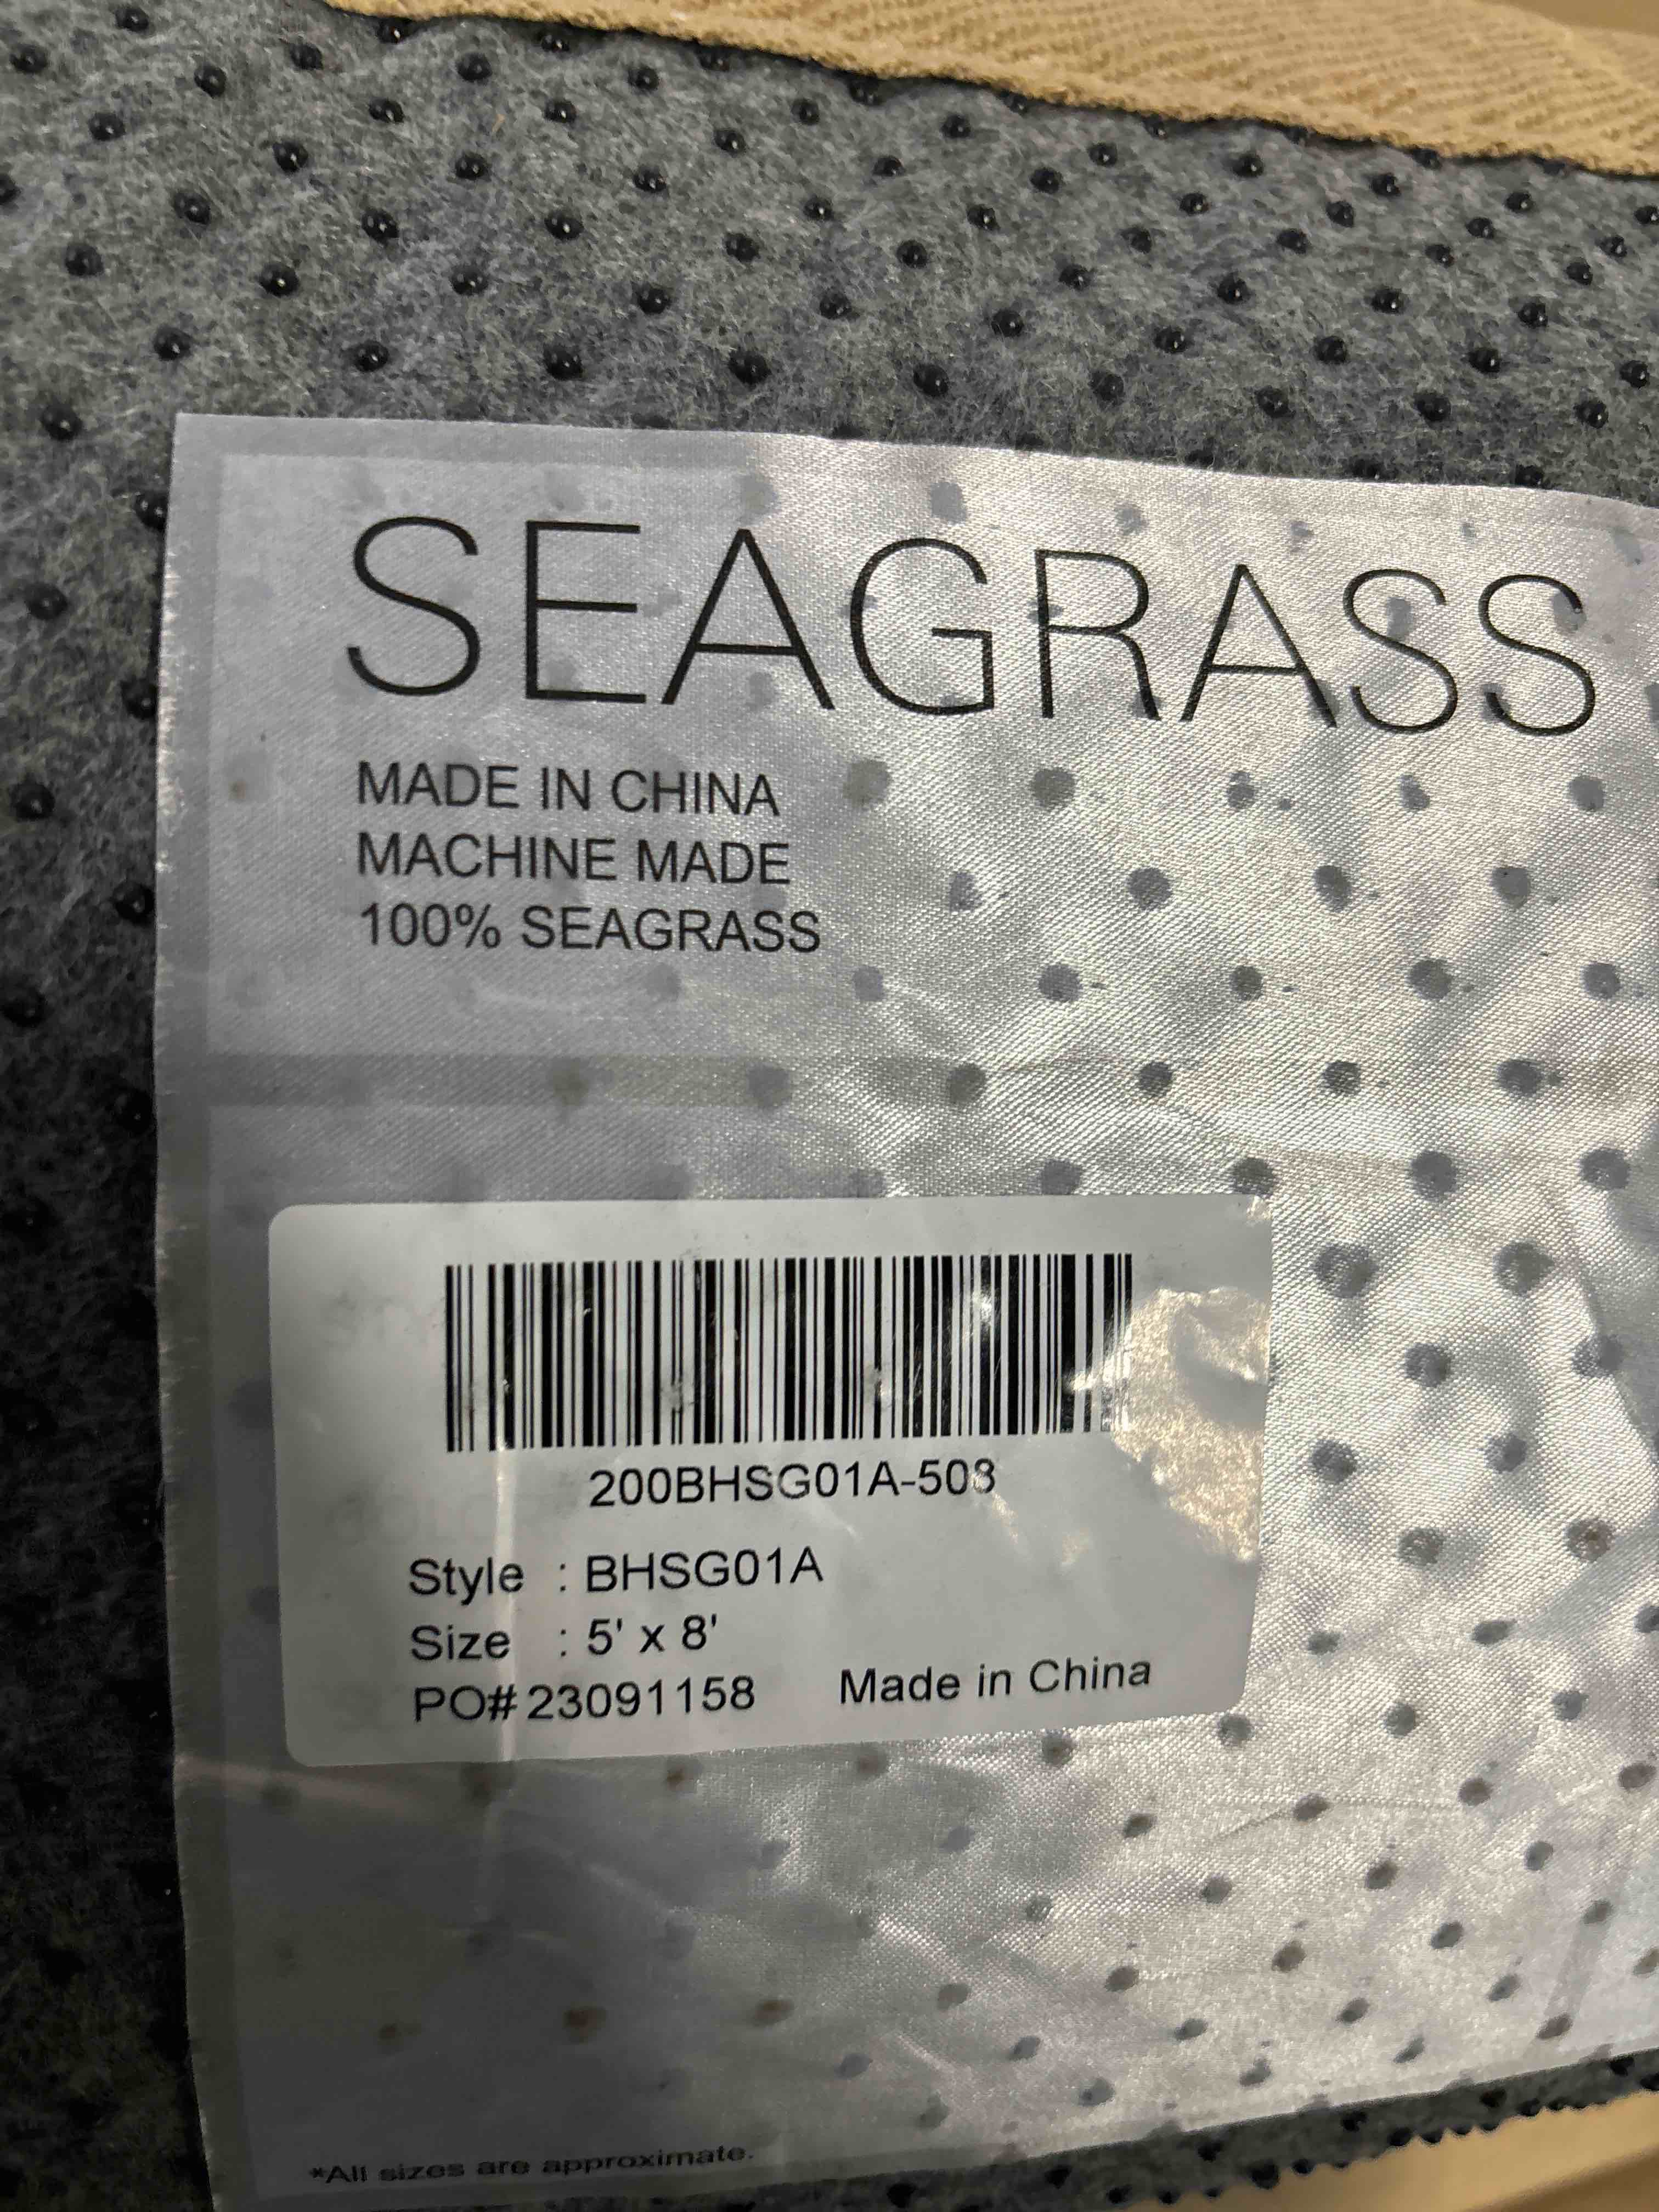 SEAGRASS
MADE IN CHINA
MACHINE MADE
100% SEAGRASS
200BHSG01A-508
Style : BHSG01A
Size : 5' x 8'
PO# 23091158 Made in China
*All sizes are approximate.